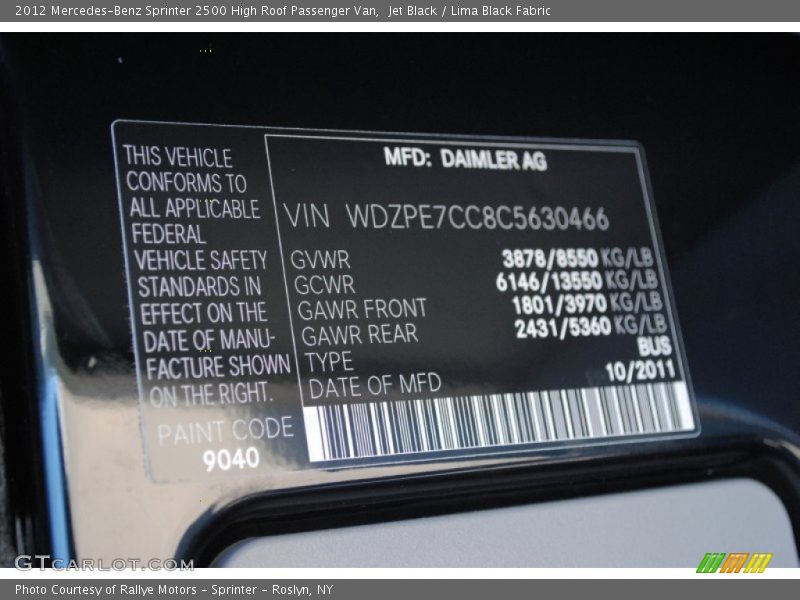 2012 Mercedes-Benz Sprinter 2500 High Roof Passenger Van, Jet Black / Lima Black Fabric
THIS VEHICLE
CONFORMS TO
ALL APPLICABLE
FEDERAL
VEHICLE SAFETY
STANDARDS IN
EFFECT ON THE
DATE OF MANU-
FACTURE SHOWN
ON THE RIGHT.
PAINT CODE
9040
MFD: DAIMLER AG
VIN WDZPE7CC8C5630466
GVWR 3878/8550 KG/LB
GCWR 6146/13550 KG/LB
GAWR FRONT 1801/3970 KG/LB
GAWR REAR 2431/5360 KG/LB
TYPE BUS
DATE OF MFD 10/2011
GTCARLOT.COM
Photo Courtesy of Rallye Motors - Sprinter - Roslyn, NY